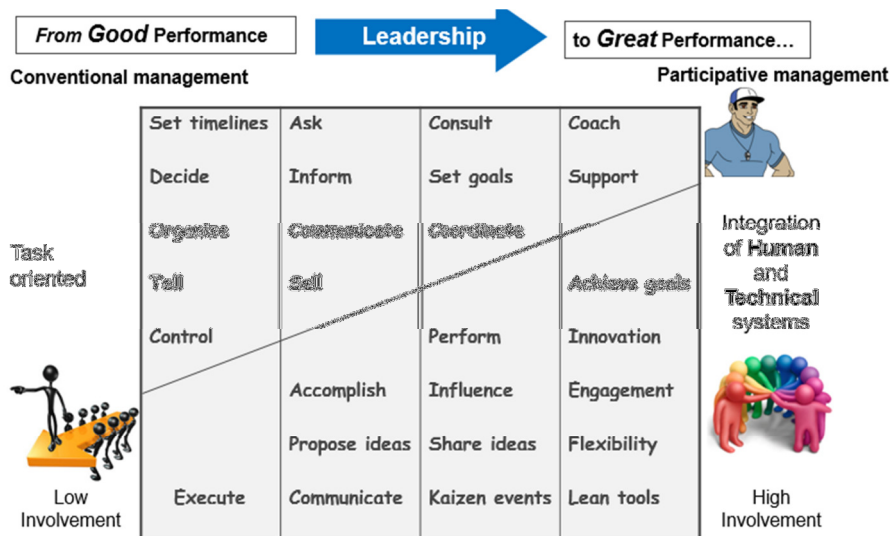 From Good Performance
Leadership
to Great Performance...
Conventional management
Participative management
Set timelines Ask Consult Coach
Decide Inform Set goals Support
Organize Communicate Coordinate
Tell Sell Achieve goals
Control Perform Innovation
Accomplish Influence Engagement
Propose ideas Share ideas Flexibility
Execute Communicate Kaizen events Lean tools
Task
oriented
Low
Involvement
Integration
of Human
and
Technical
systems
High
Involvement